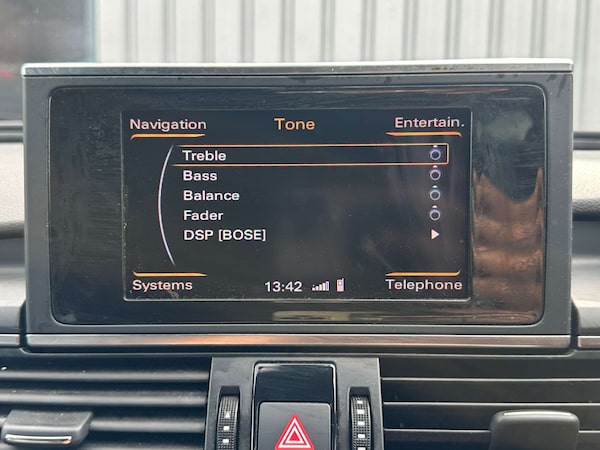 Navigation Tone Entertain.
Treble
Bass
Balance
Fader
DSP [BOSE]
Systems 13:42 Telephone